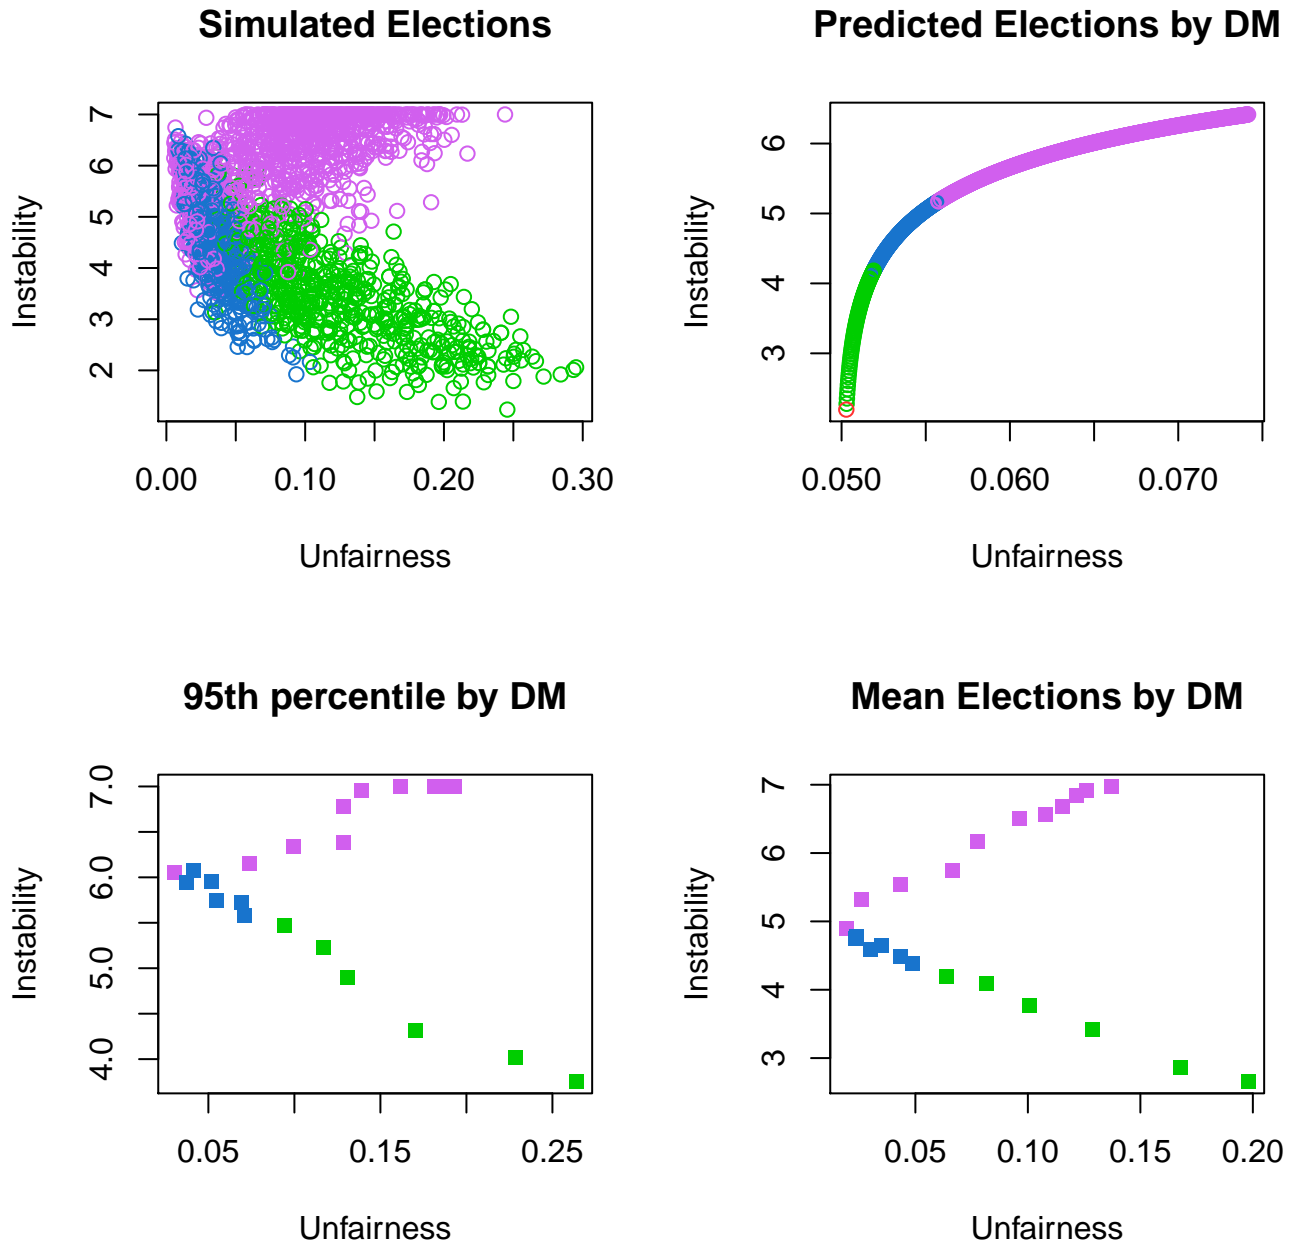 Simulated Elections
Instability
7
6
5
4
3
2
0.00 0.10 0.20 0.30
Unfairness
Predicted Elections by DM
Instability
6
5
4
3
0.050 0.060 0.070
Unfairness
95th percentile by DM
Instability
7.0
6.0
5.0
4.0
0.05 0.15 0.25
Unfairness
Mean Elections by DM
Instability
7
6
5
4
3
0.05 0.10 0.15 0.20
Unfairness